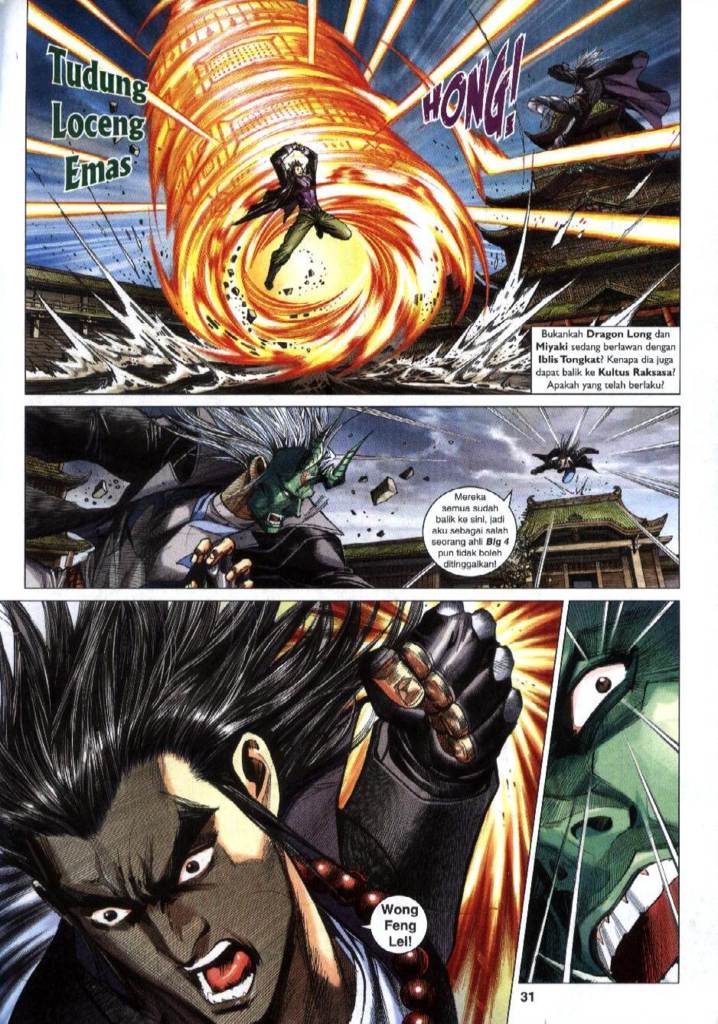 Tudung
Loceng
Emas
HONG!
Bukankah Dragon Long dan
Miyaki sedang berlawan dengan
Iblis Tongkat? Kenapa dia juga
dapat balik ke Kultus Raksasa?
Apakah yang telah berlaku?
Mereka
semua sudah
balik ke sini, jadi
aku sebagai salah
seorang ahli Big 4
pun tidak boleh
ditinggalkan!
Wong
Feng
Lei!
31